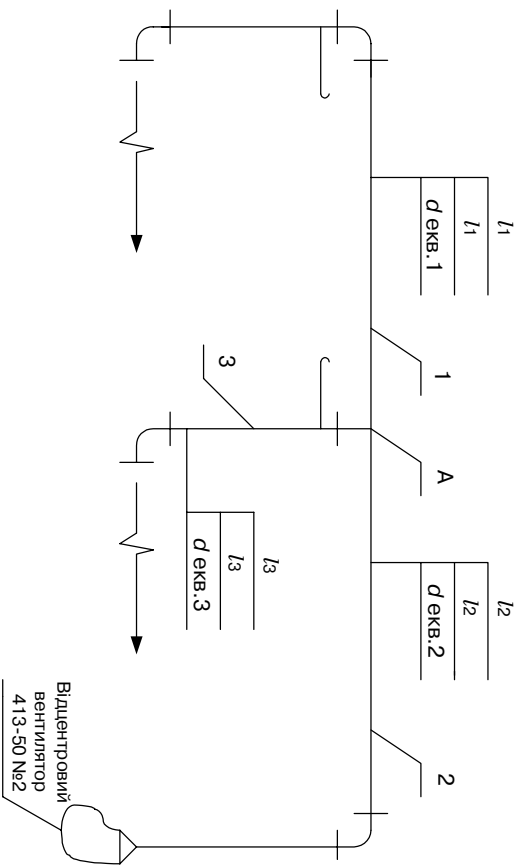 l1
l1
d екв.1
1
A
l2
l2
d екв.2
2
3
l3
l3
d екв.3
Відцентровий
вентилятор
413-50 №2